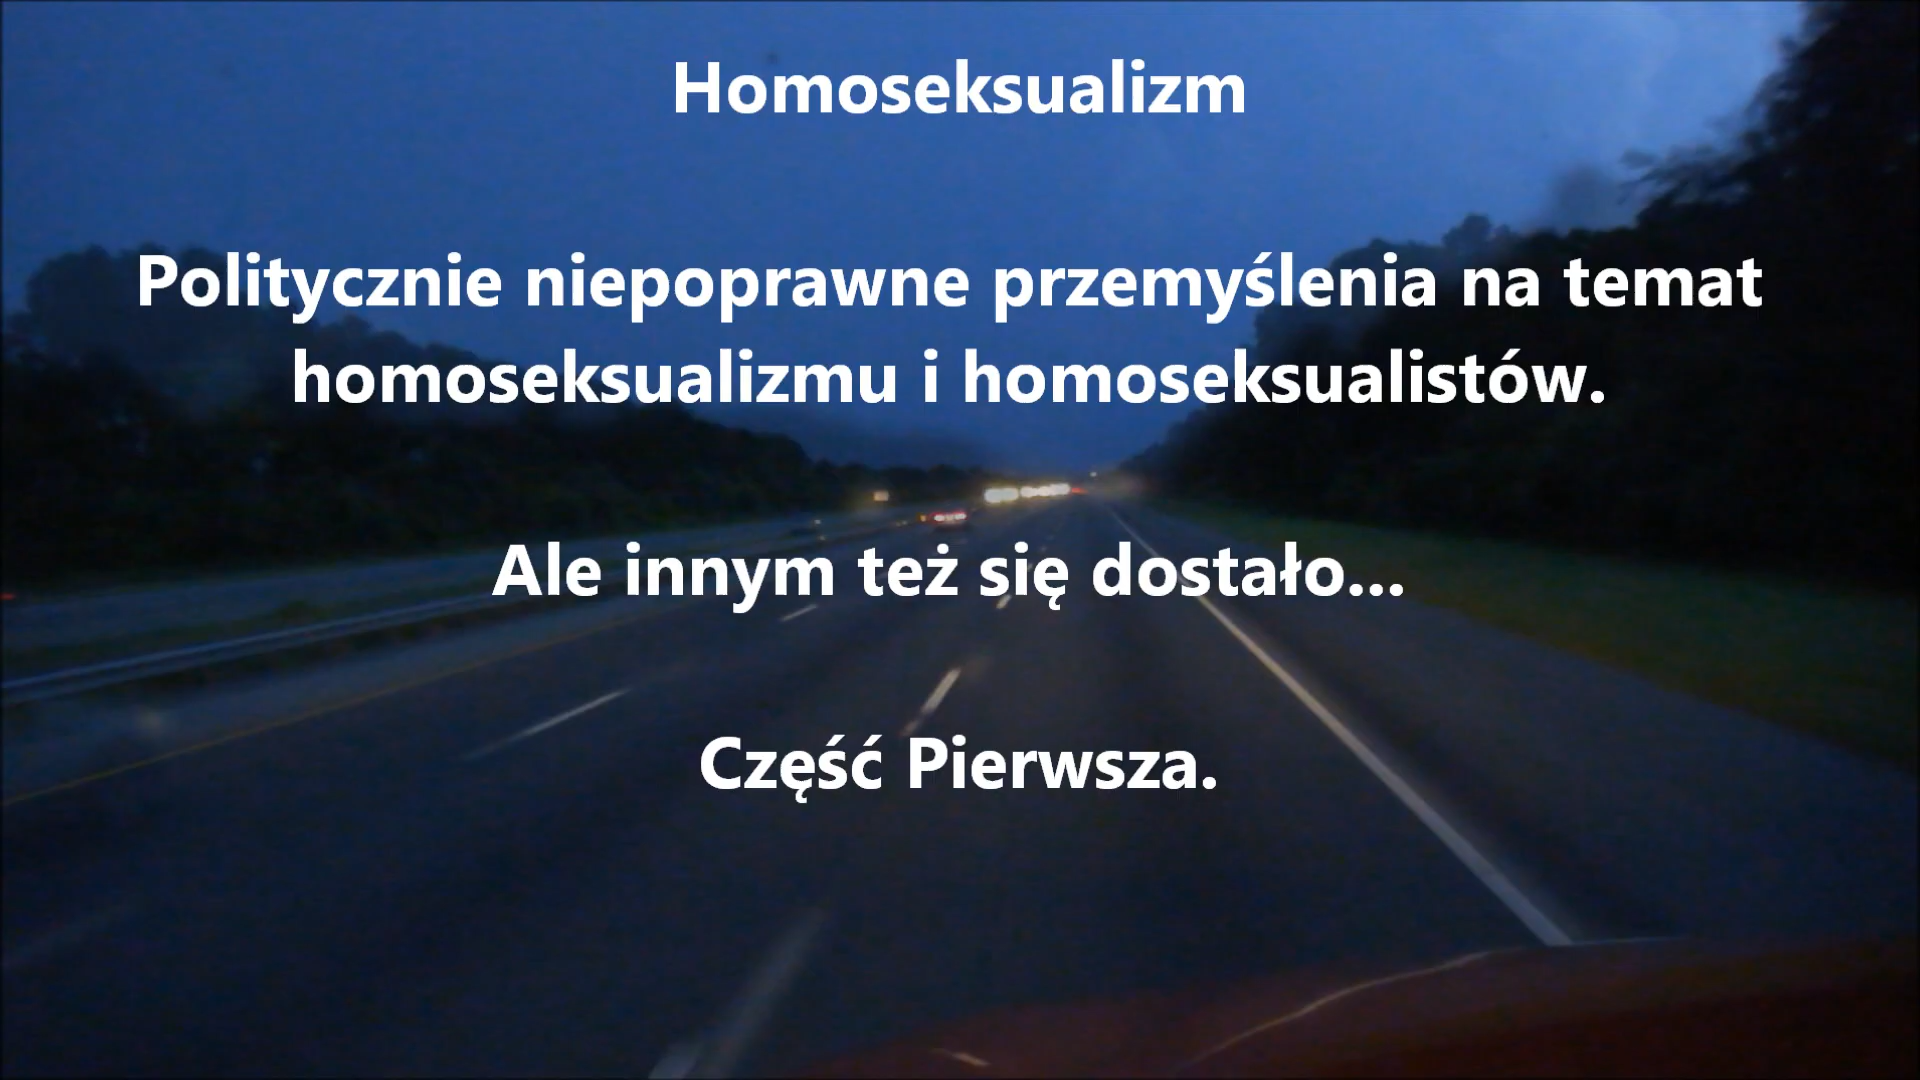 Homoseksualizm
Politycznie niepoprawne przemyślenia na temat
homoseksualizmu i homoseksualistów.
Ale innym też się dostało...
Część Pierwsza.